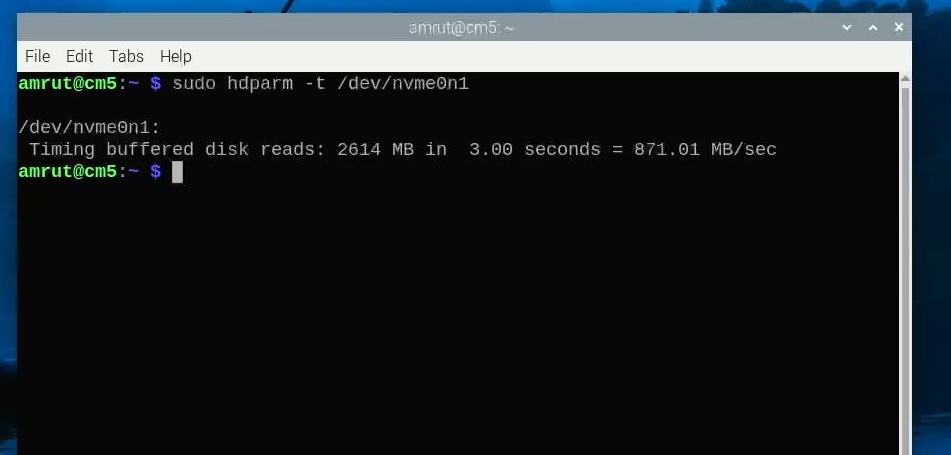 amrut@cm5: ~
File Edit Tabs Help
amrut@cm5:~ $ sudo hdparm -t /dev/nvme0n1
/dev/nvme0n1:
Timing buffered disk reads: 2614 MB in 3.00 seconds = 871.01 MB/sec
amrut@cm5:~ $